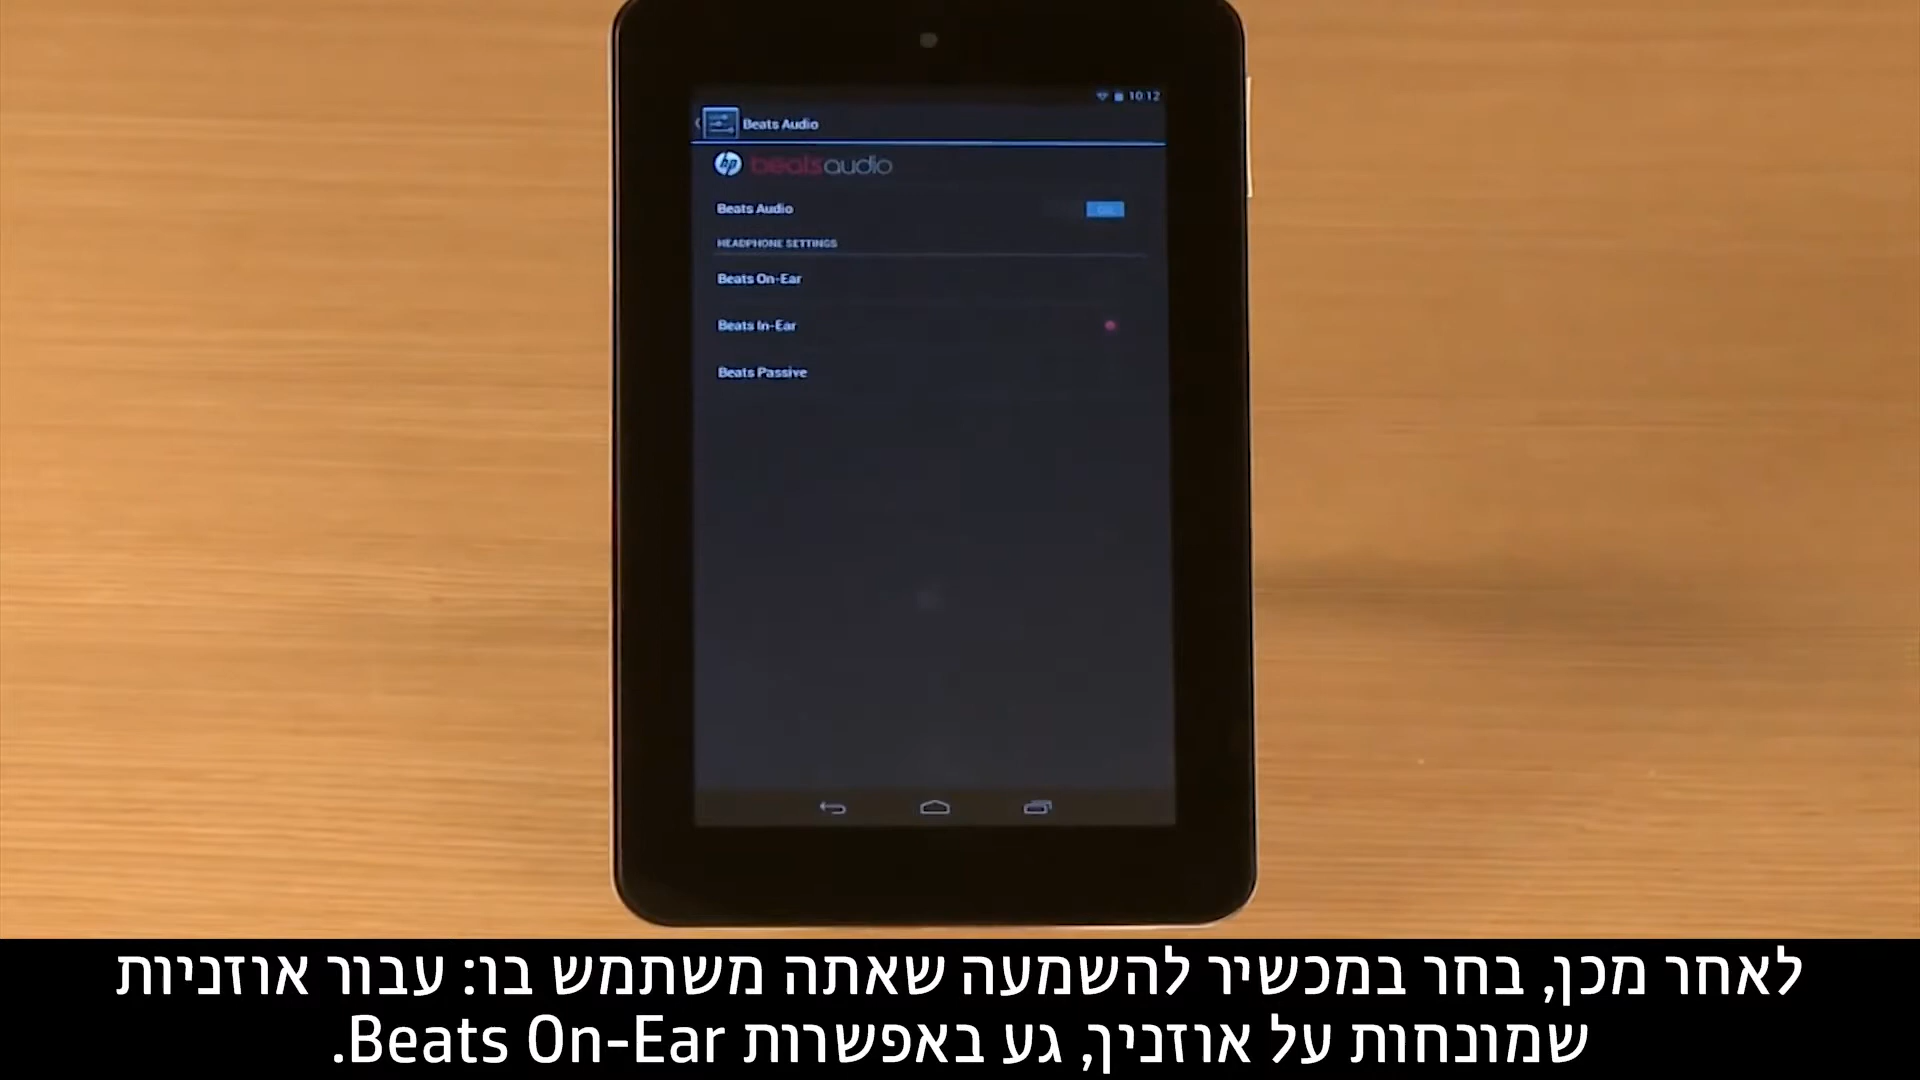 10:12
Beats Audio
hp beatsaudio
Beats Audio
HEADPHONE SETTINGS
Beats On-Ear
Beats In-Ear
Beats Passive
לאחר מכן, בחר במכשיר להשמעה שאתה משתמש בו: עבור אוזניות
שמונחות על אוזניך, גע באפשרות Beats On-Ear.